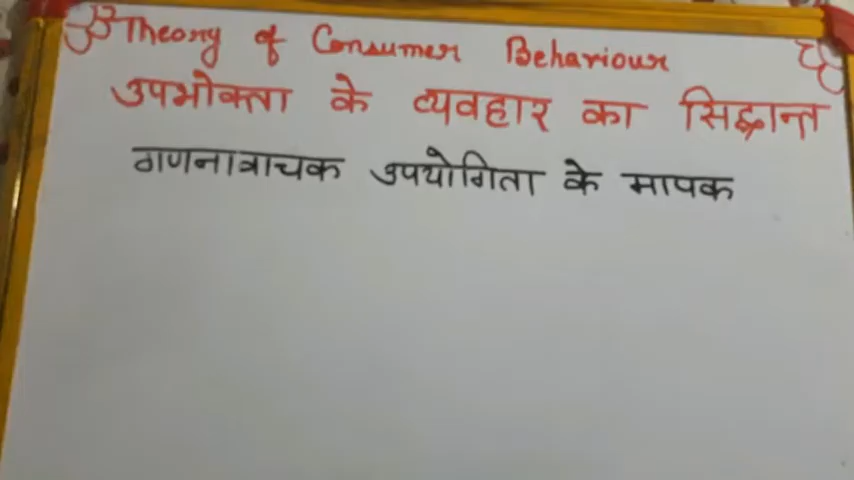 Theory of Consumer Behaviour
उपभोक्ता के व्यवहार का सिद्धान्त
गणनावाचक उपयोगिता के मापक